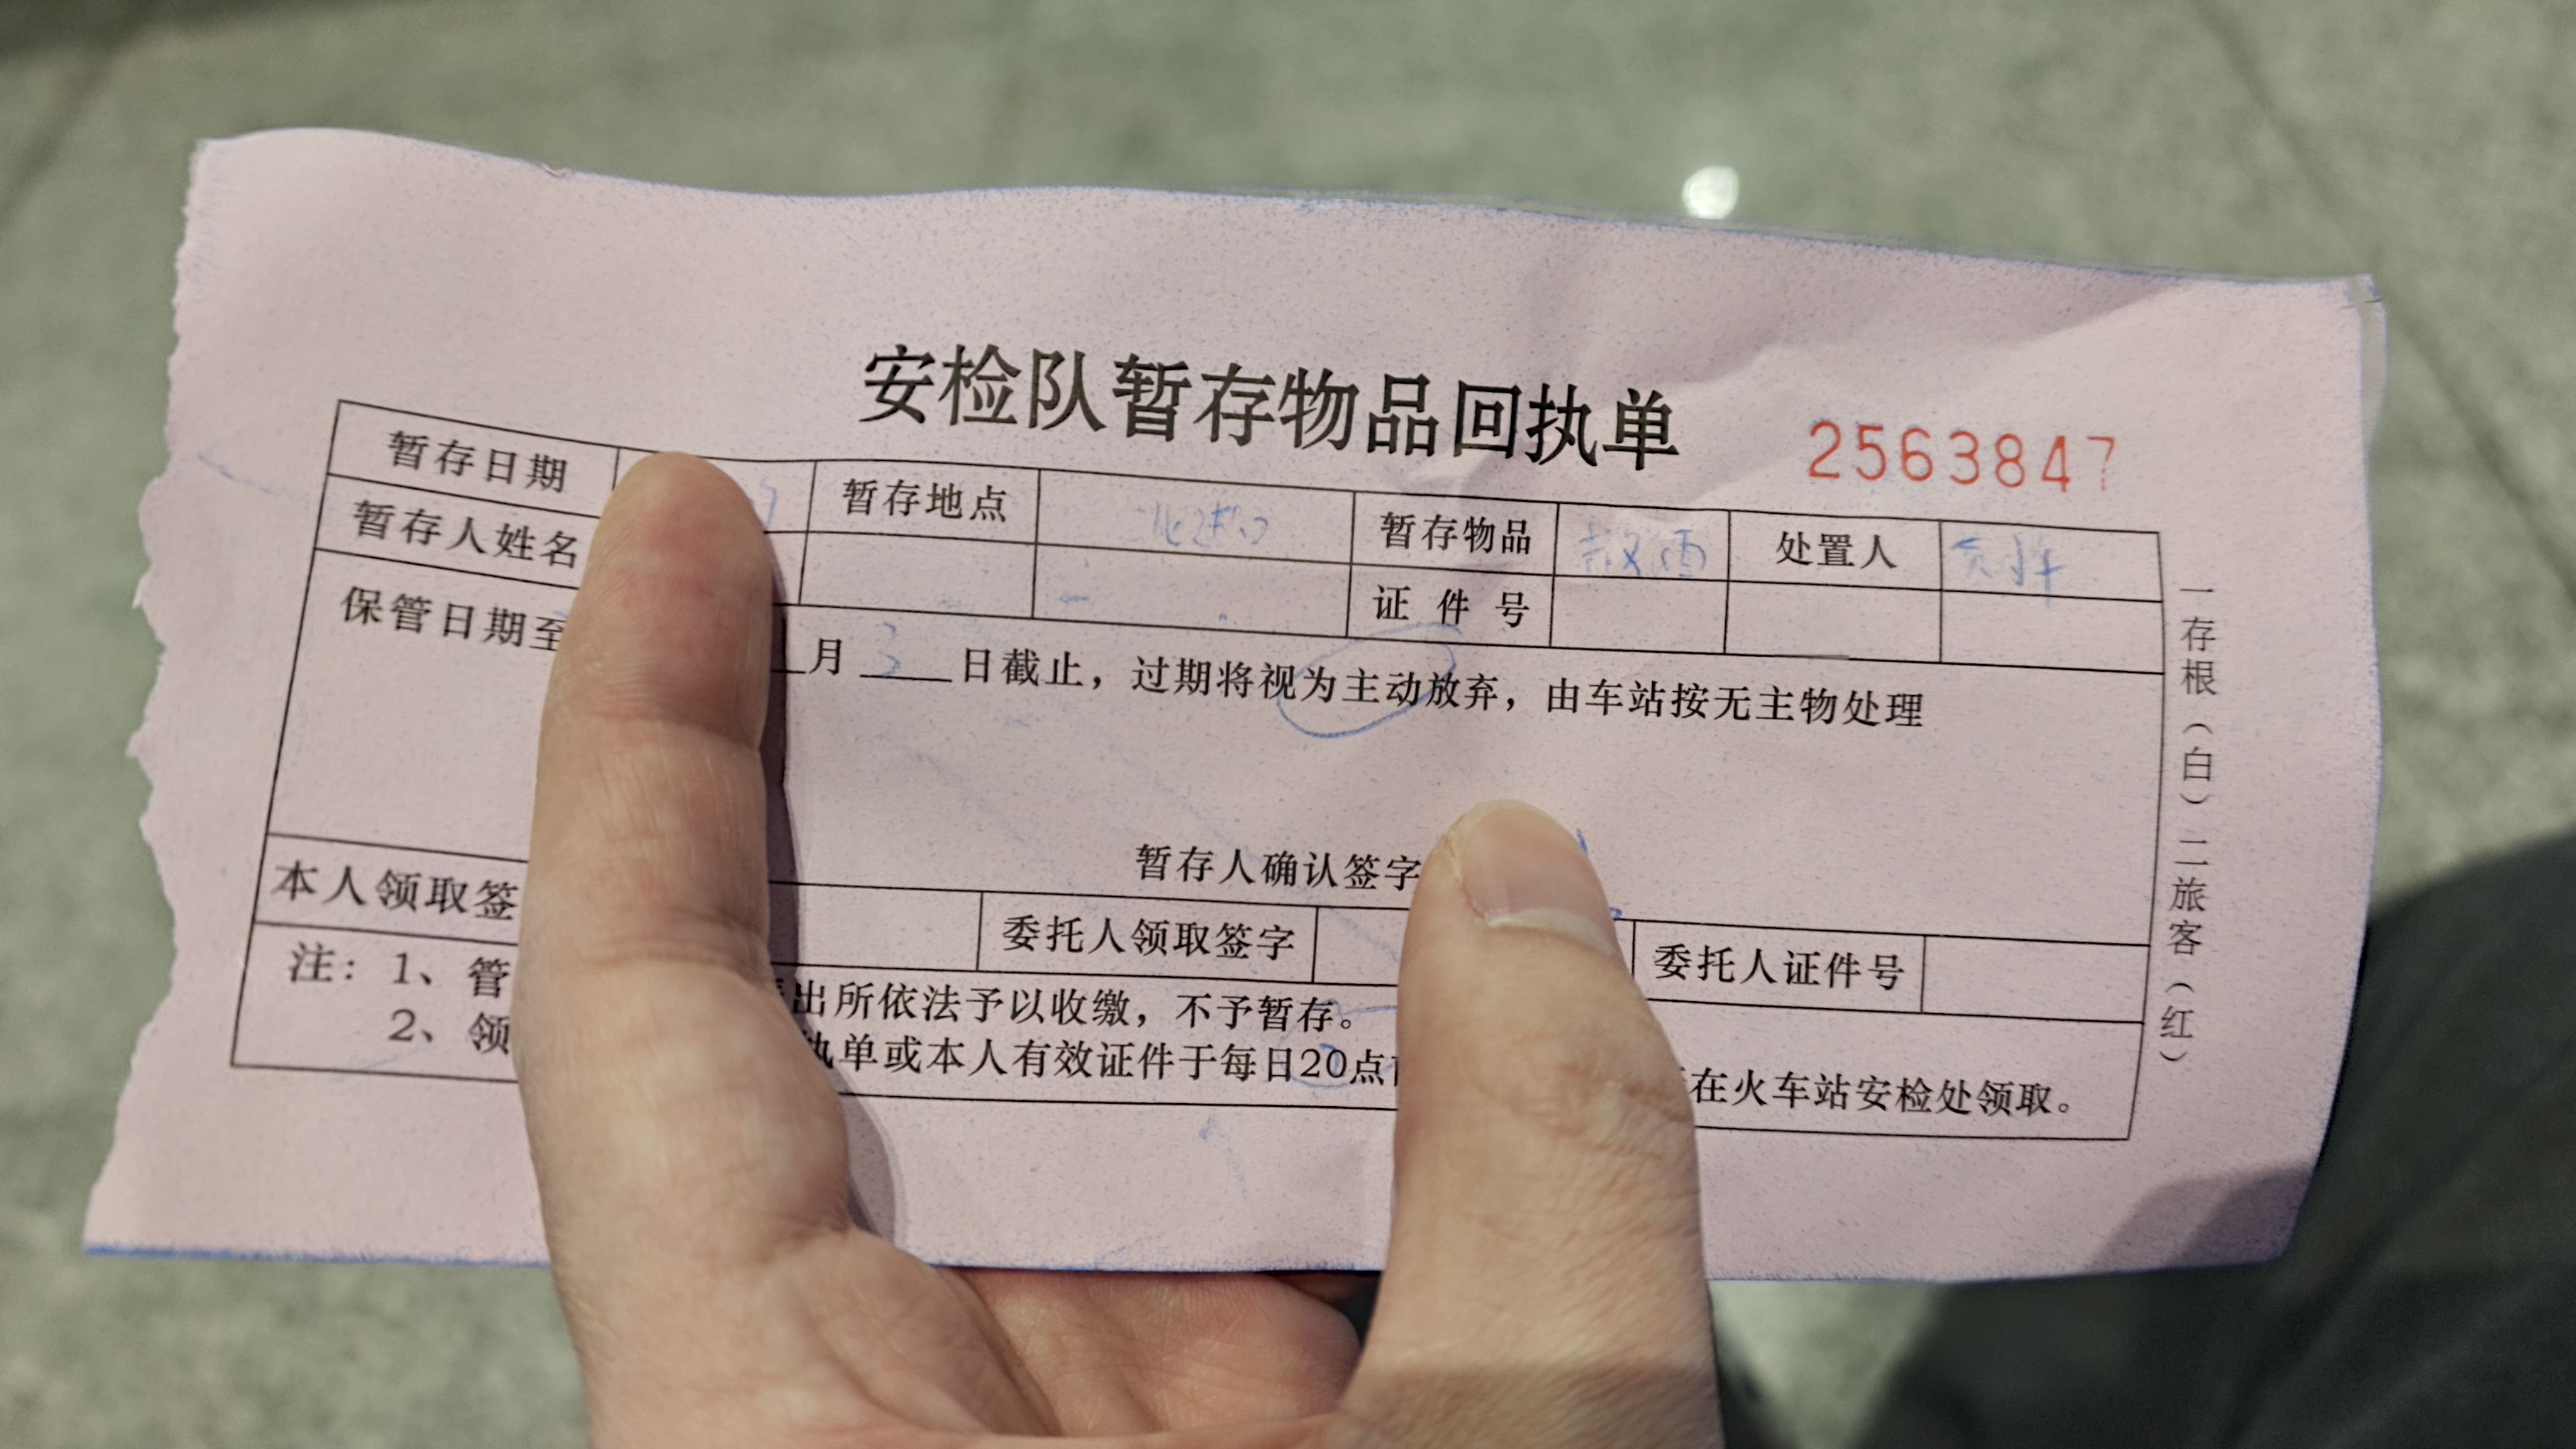 安检队暂存物品回执单
2563847
暂存日期 暂存地点 北进口 暂存物品 处置人
暂存人姓名 证件号
保管日期至 月 3 日截止，过期将视为主动放弃，由车站按无主物处理
暂存人确认签字
本人领取签 委托人领取签字 委托人证件号
注：1、管 出所依法予以收缴，不予暂存。
2、领 执单或本人有效证件于每日20点 在火车站安检处领取。
一存根（白）二旅客（红）